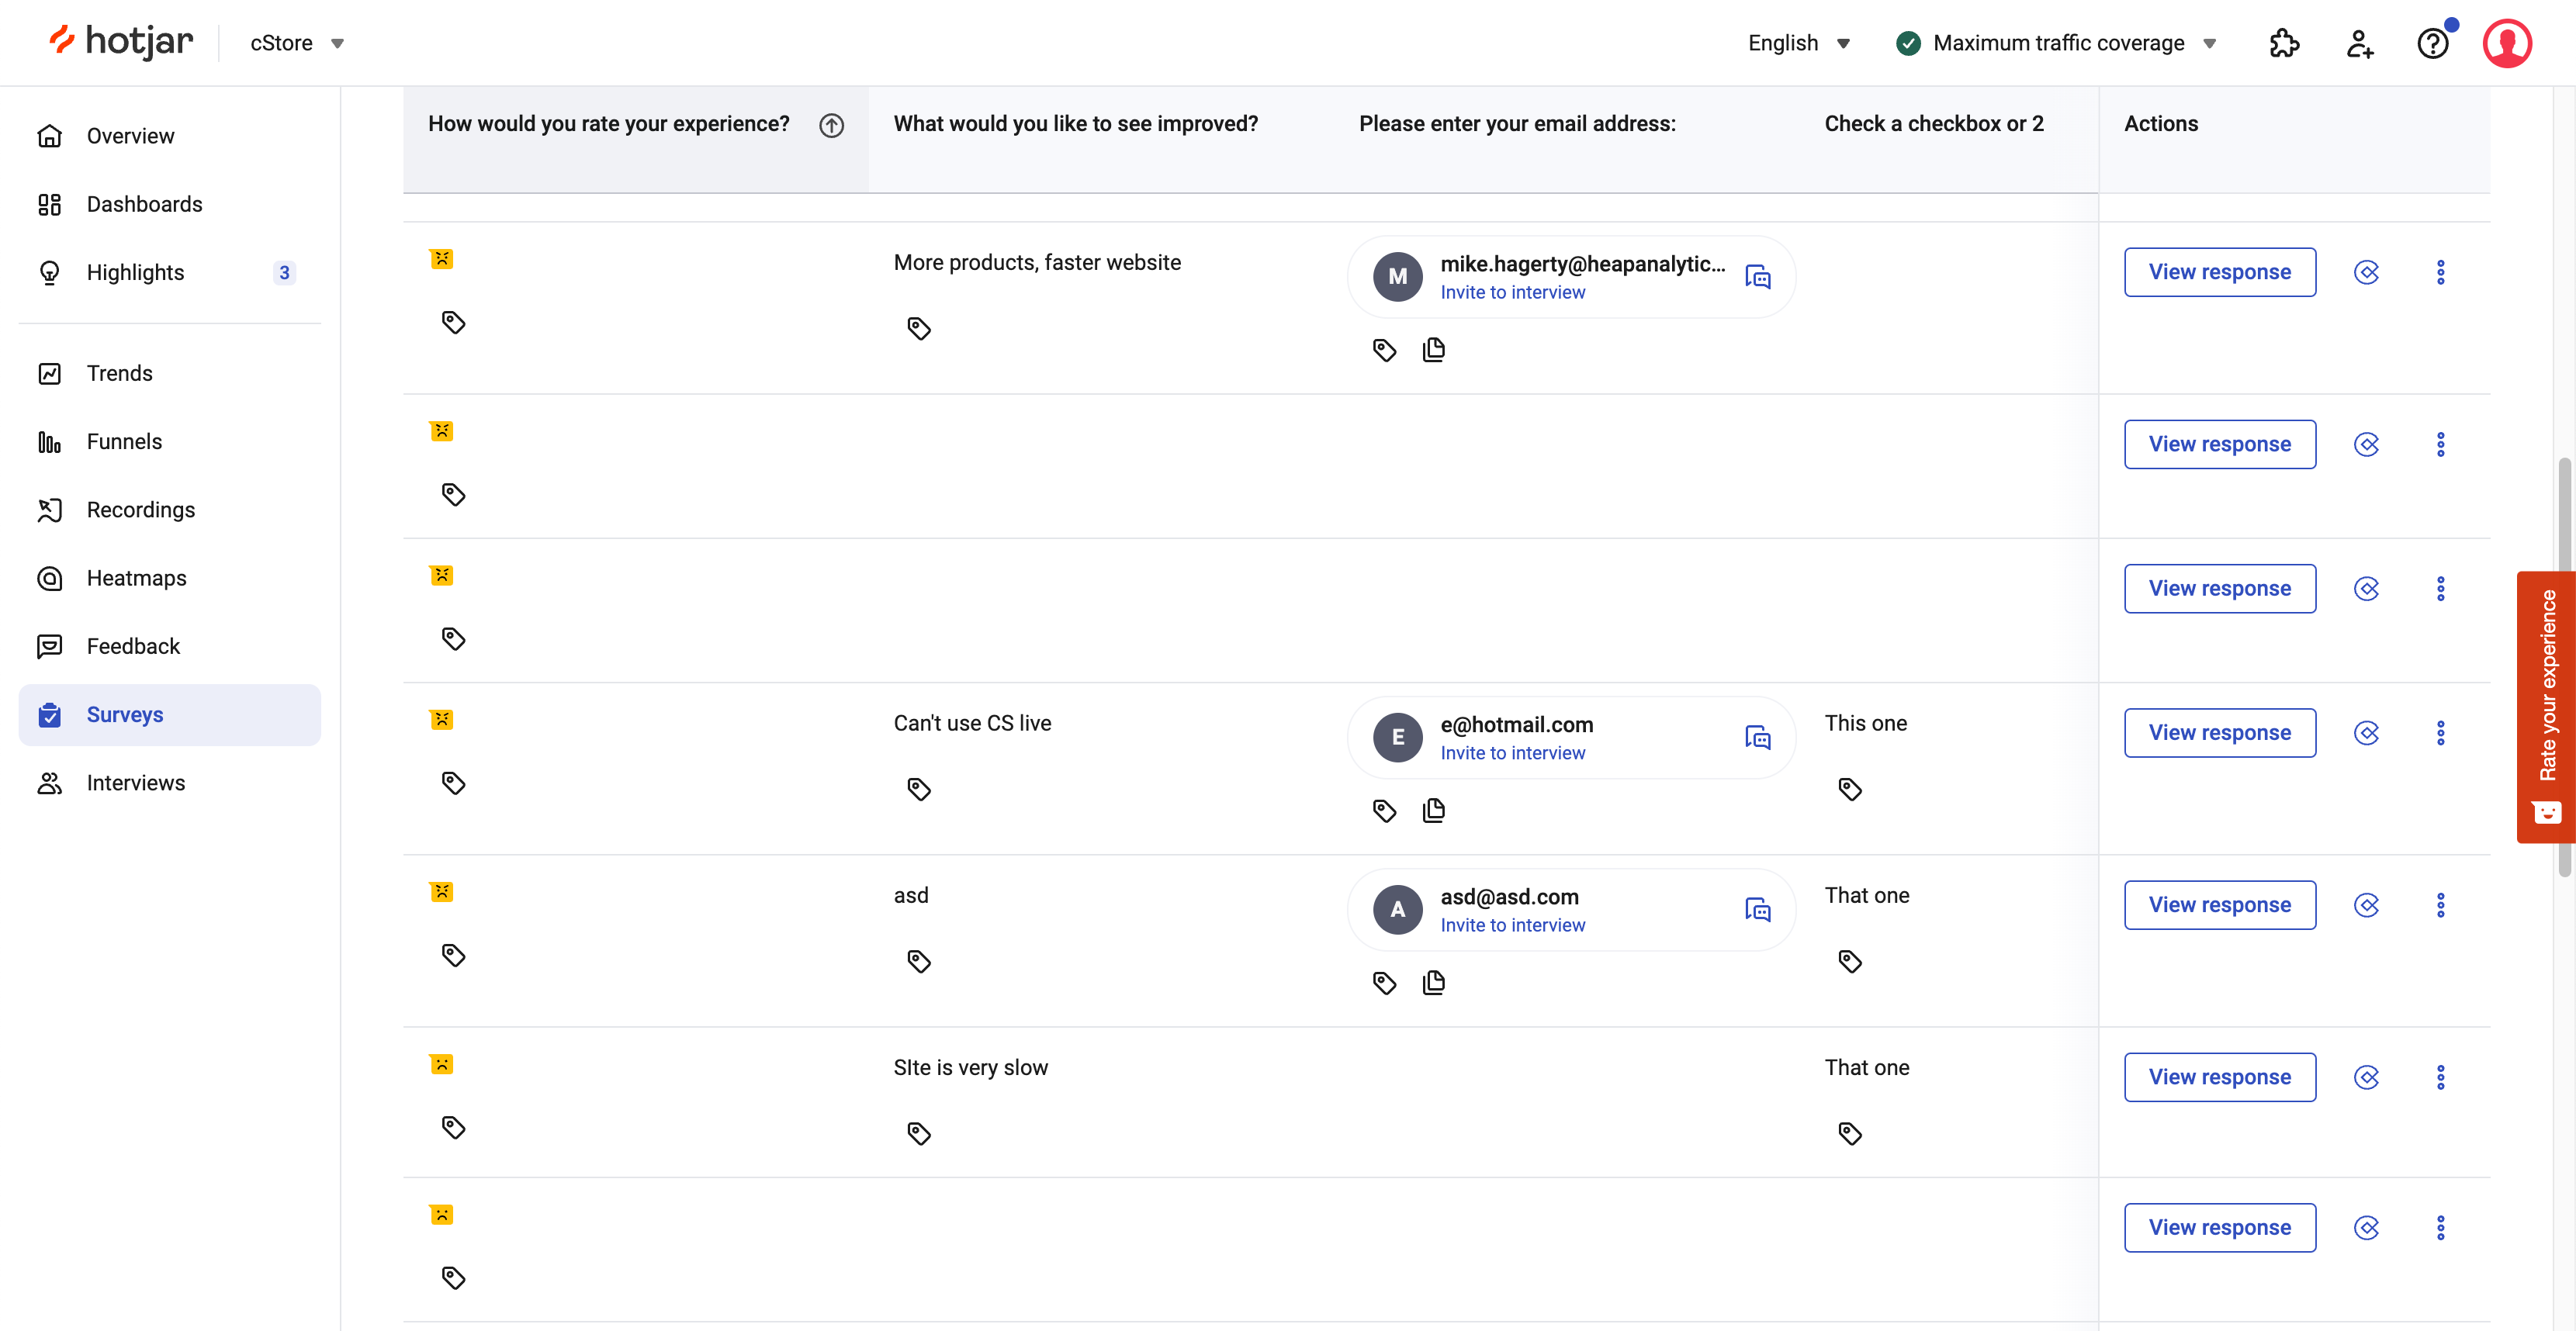 hotjar
cStore
English
Maximum traffic coverage
Overview
Dashboards
Highlights
3
Trends
Funnels
Recordings
Heatmaps
Feedback
Surveys
Interviews
How would you rate your experience?
What would you like to see improved?
Please enter your email address:
Check a checkbox or 2
Actions
More products, faster website
M
mike.hagerty@heapanalytic...
Invite to interview
View response
View response
View response
Can't use CS live
E
e@hotmail.com
Invite to interview
This one
View response
asd
A
asd@asd.com
Invite to interview
That one
View response
SIte is very slow
That one
View response
View response
Rate your experience